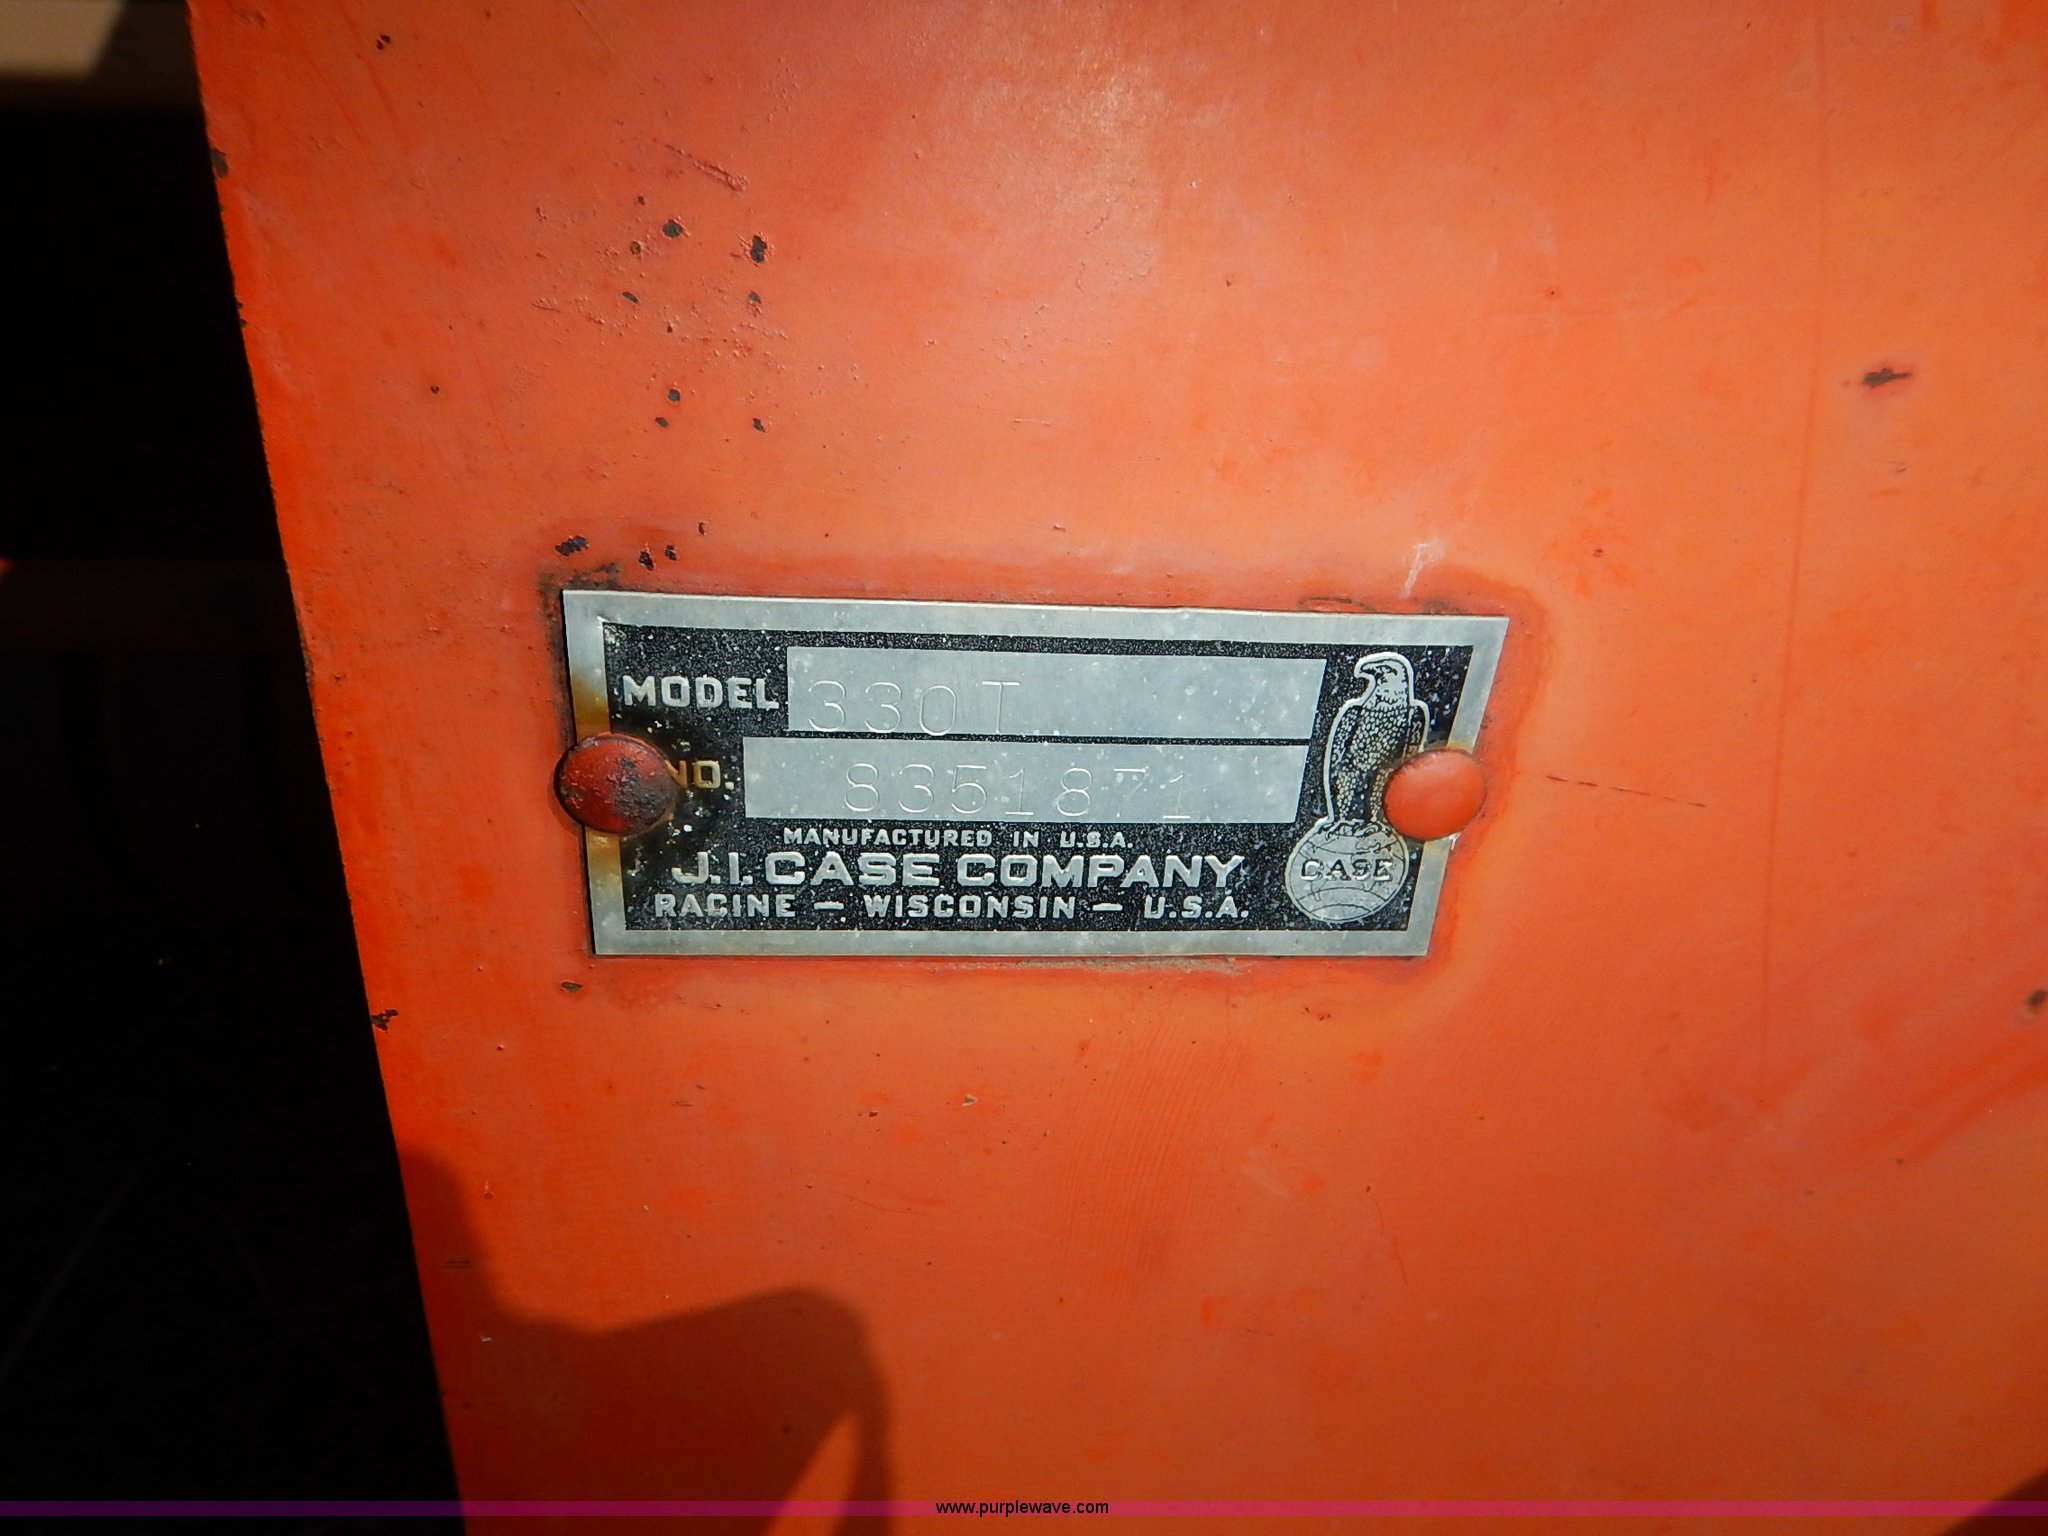 MODEL 330T
NO. 8351871
MANUFACTURED IN U.S.A.
J.I. CASE COMPANY
RACINE — WISCONSIN — U.S.A.
CASE
www.purplewave.com